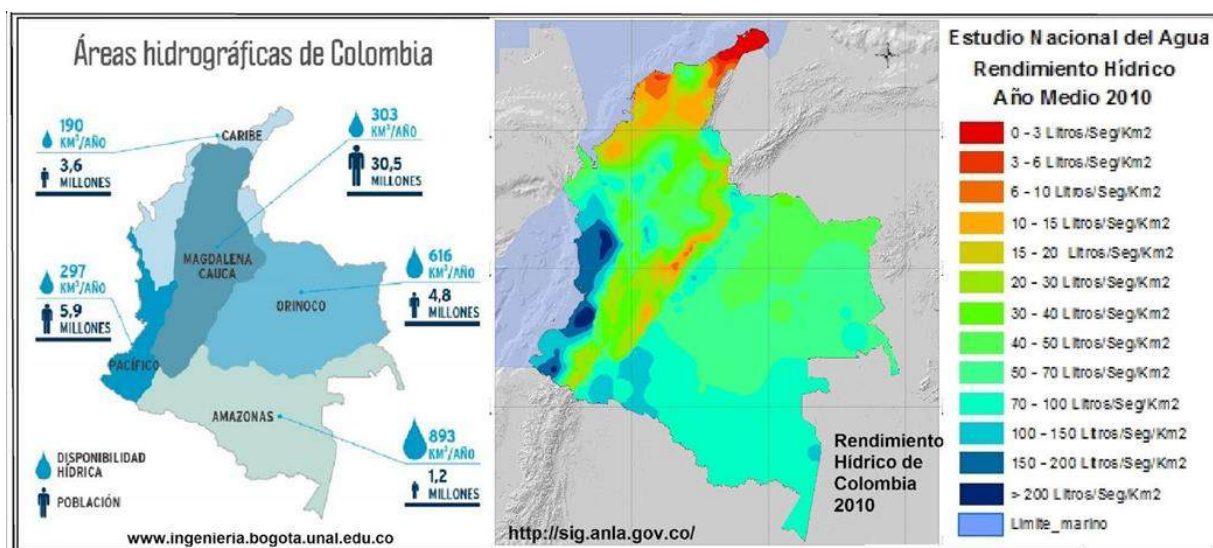 Áreas hidrográficas de Colombia
190
KM³/AÑO
3,6
MILLONES
CARIBE
303
KM³/AÑO
30,5
MILLONES
MAGDALENA
CAUCA
297
KM³/AÑO
5,9
MILLONES
PACÍFICO
616
KM³/AÑO
4,8
MILLONES
ORINOCO
AMAZONAS
893
KM³/AÑO
1,2
MILLONES
DISPONIBILIDAD
HÍDRICA
POBLACIÓN
www.ingenieria.bogota.unal.edu.co
Rendimiento
Hídrico de
Colombia
2010
http://sig.anla.gov.co/
Estudio Nacional del Agua
Rendimiento Hídrico
Año Medio 2010
0 - 3 Litros/Seg/Km2
3 - 6 Litros/Seg/Km2
6 - 10 Litros/Seg/Km2
10 - 15 Litros/Seg/Km2
15 - 20 Litros/Seg/Km2
20 - 30 Litros/Seg/Km2
30 - 40 Litros/Seg/Km2
40 - 50 Litros/Seg/Km2
50 - 70 Litros/Seg/Km2
70 - 100 Litros/Seg/Km2
100 - 150 Litros/Seg/Km2
150 - 200 Litros/Seg/Km2
> 200 Litros/Seg/Km2
Limite_marino